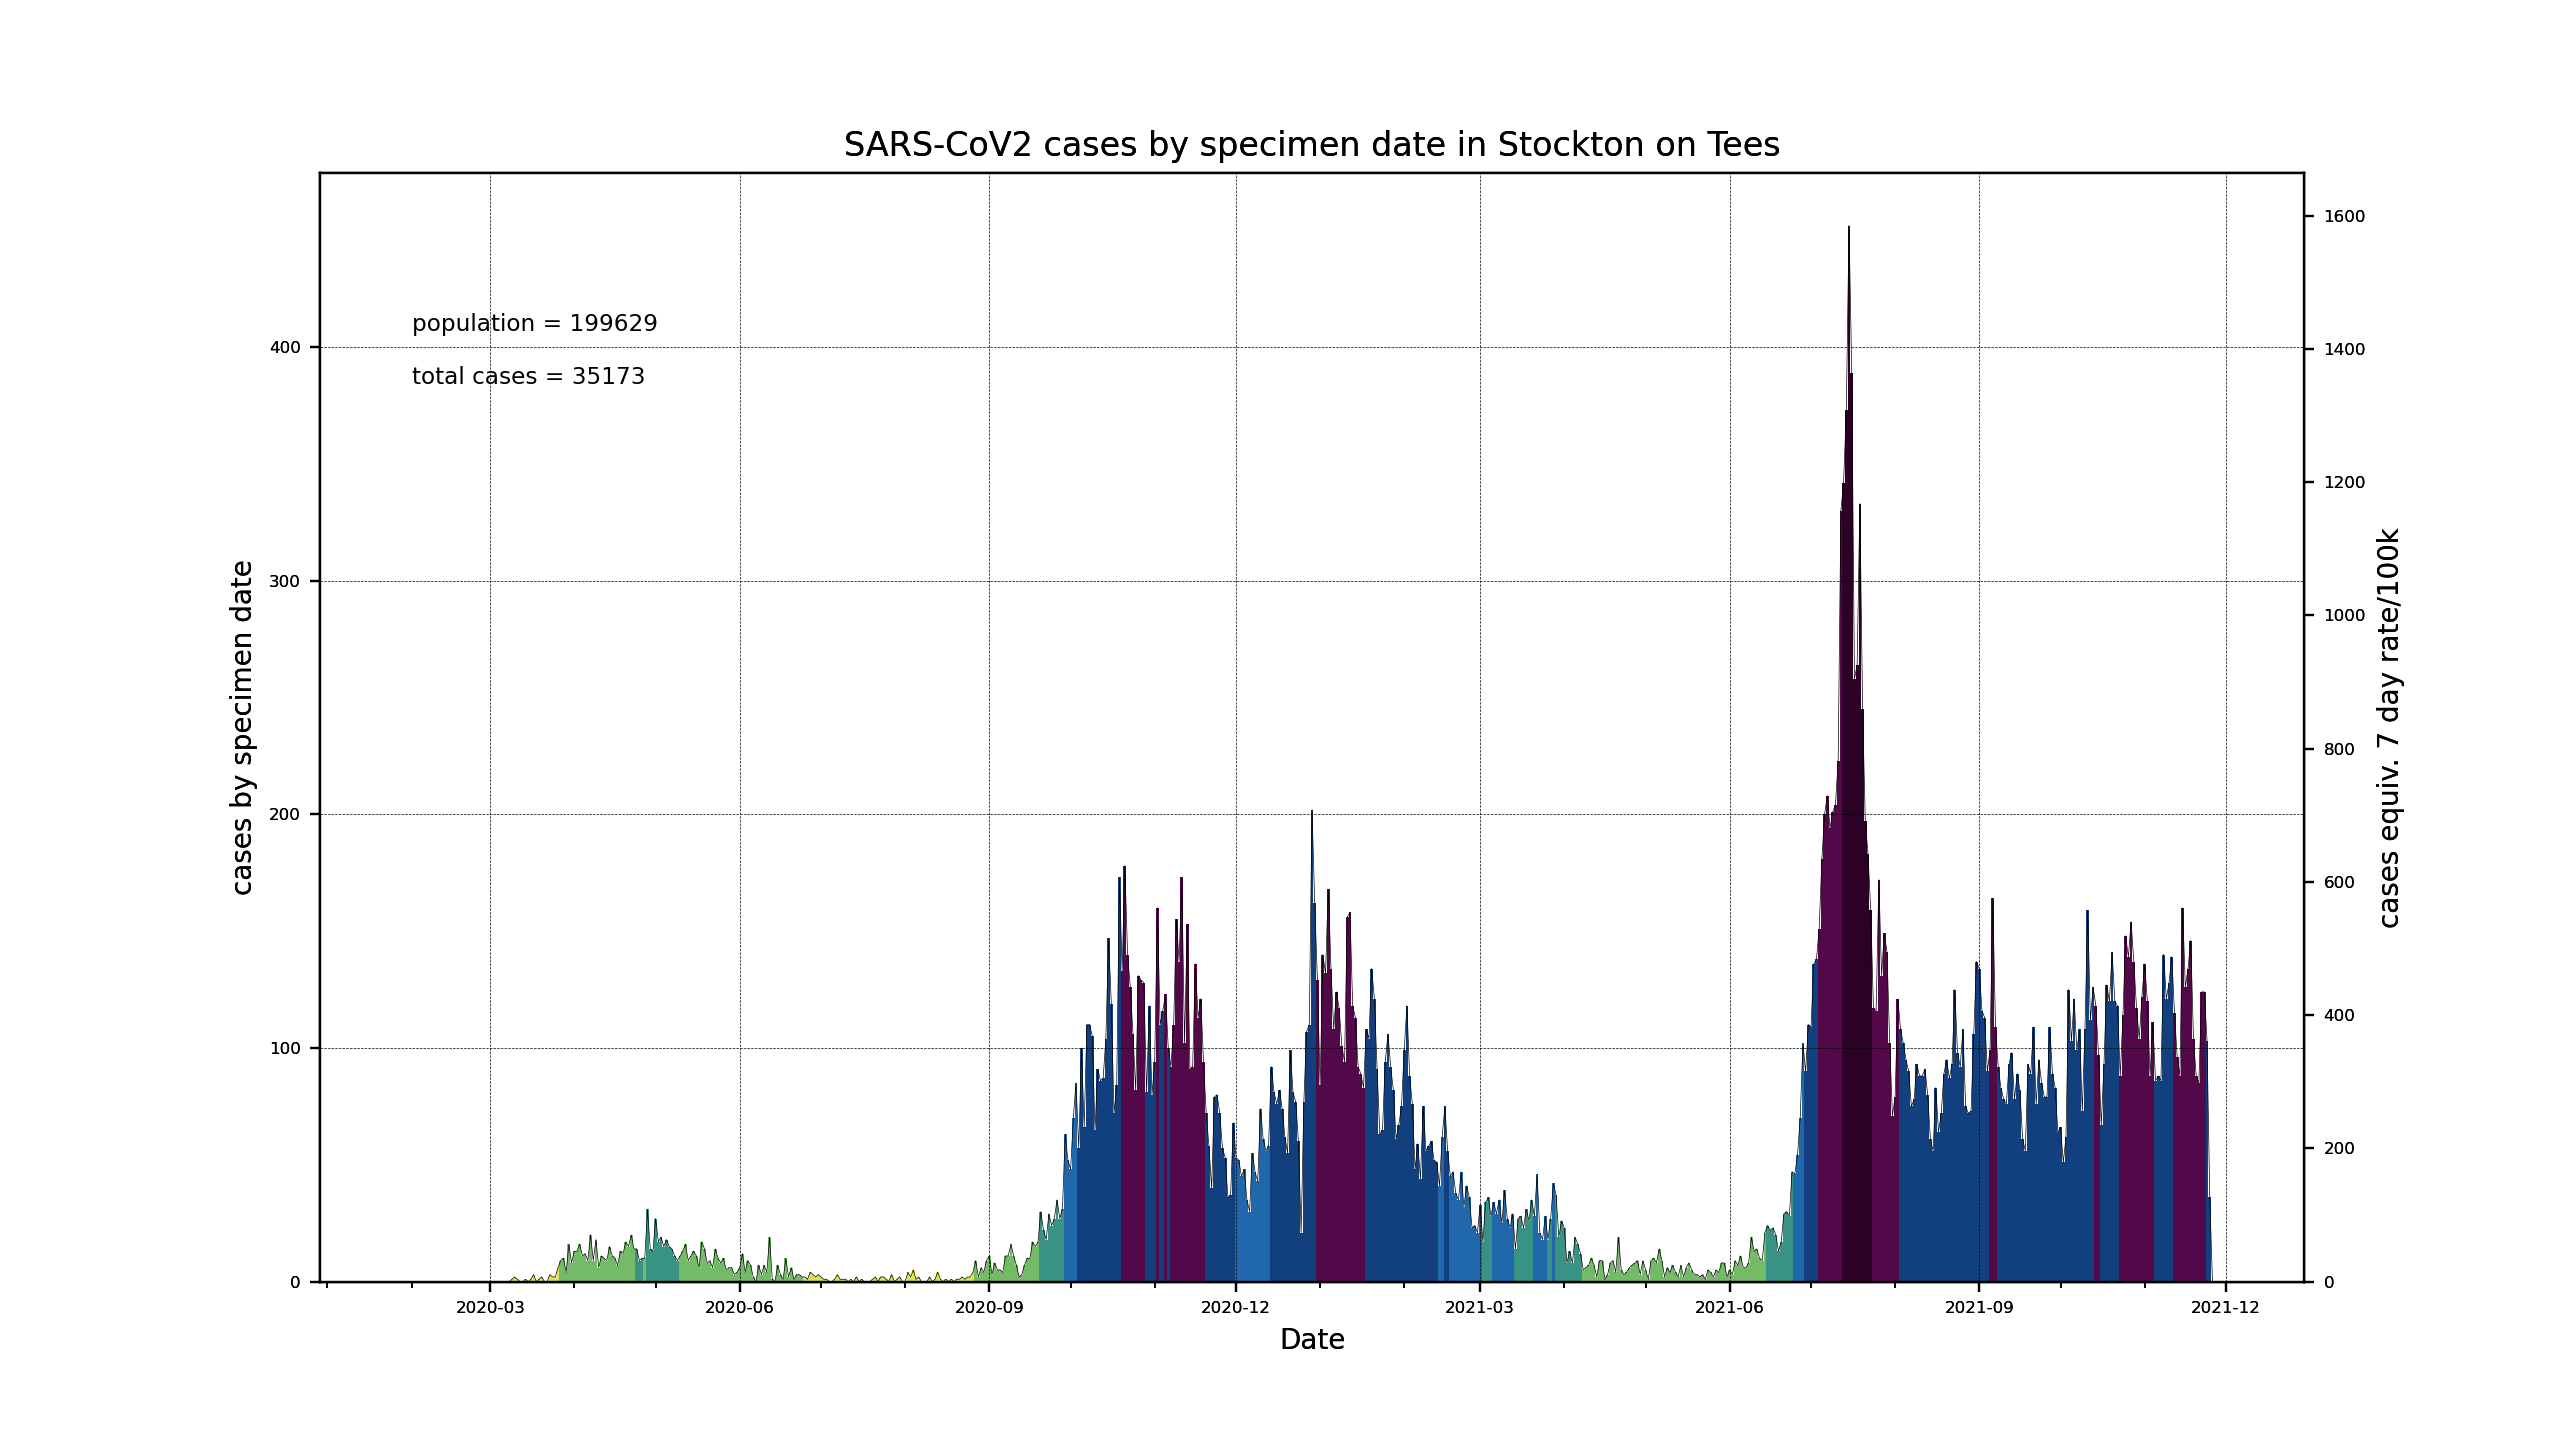 SARS-CoV2 cases by specimen date in Stockton on Tees
population = 199629
total cases = 35173
cases by specimen date
400
300
200
100
0
1600
1400
1200
1000
800
600
400
200
0
cases equiv. 7 day rate/100k
2020-03 2020-06 2020-09 2020-12 2021-03 2021-06 2021-09 2021-12
Date